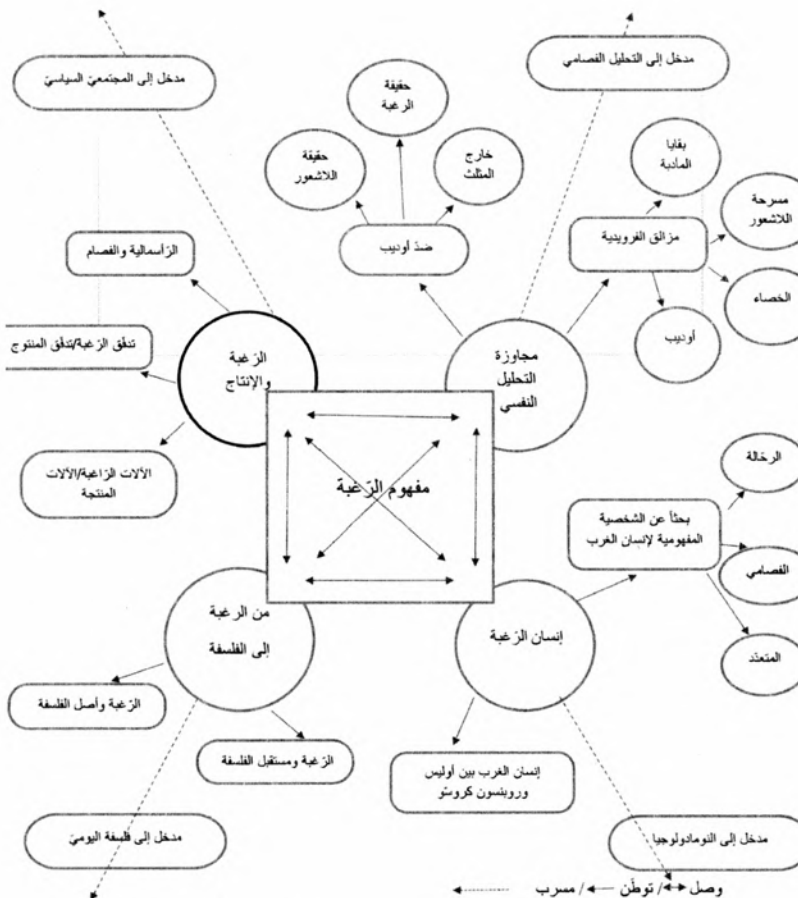 مدخل إلى التحليل الفصامي
مدخل إلى المجتمعيّ السياسيّ
حقيقة
الرغبة
خارج
المثلث
حقيقة
اللاشعور
بقايا
المأدبة
مسرحة
اللاشعور
مزالق الفرويدية
ضدّ أوديب
الخصاء
أوديب
الرّأسمالية والفصام
تدفّق الرّغبة/تدفّق المنتوج
الآلات الرّاغبة/الآلات
المنتجة
الرّغبة
والإنتاج
مجاوزة
التحليل
النفسي
مفهوم الرّغبة
الرحّالة
بحثاً عن الشخصية
المفهومية لإنسان الغرب
الفصامي
المتعدّد
إنسان الرّغبة
من الرغبة
إلى الفلسفة
الرّغبة وأصل الفلسفة
الرّغبة ومستقبل الفلسفة
إنسان الغرب بين أوليس
وروبنسون كروسو
مدخل إلى النومادولوجيا
مدخل إلى فلسفة اليوميّ
وصل / توطّن / مسرب